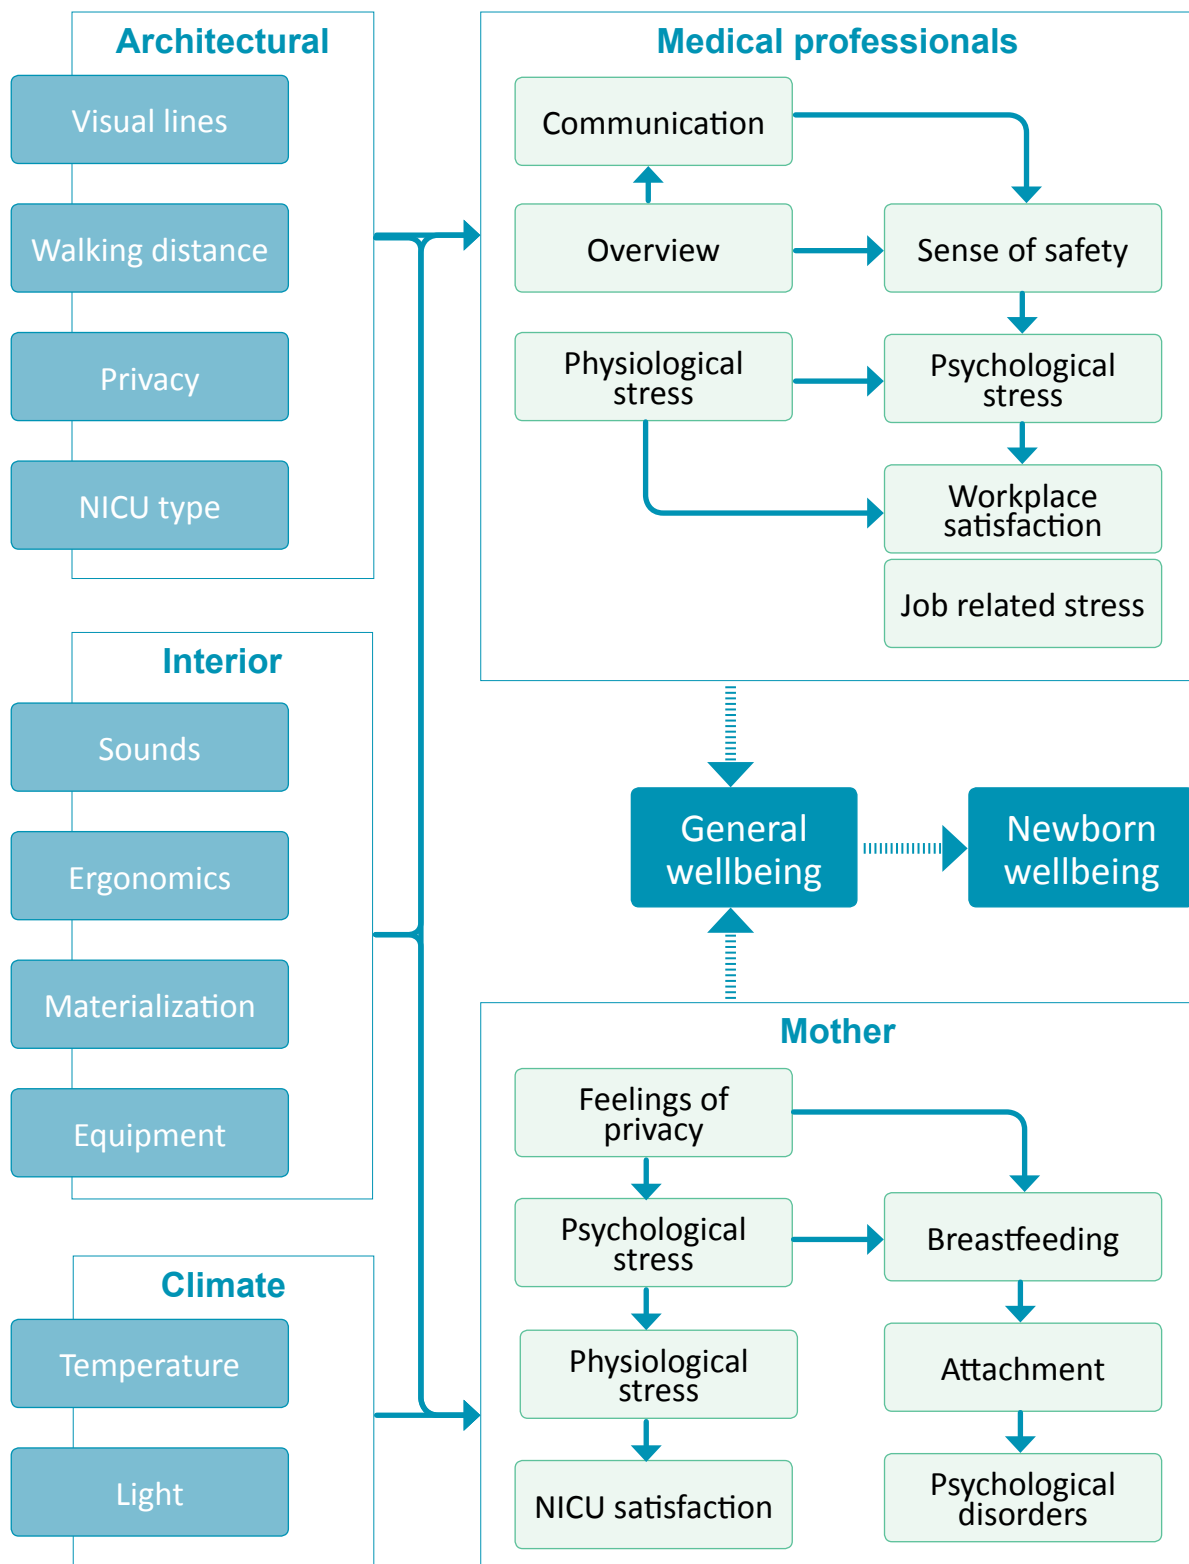 Architectural
Visual lines
Walking distance
Privacy
NICU type
Interior
Sounds
Ergonomics
Materialization
Equipment
Climate
Temperature
Light
Medical professionals
Communication
Overview
Sense of safety
Physiological
stress
Psychological
stress
Workplace
satisfaction
Job related stress
General
wellbeing
Newborn
wellbeing
Mother
Feelings of
privacy
Psychological
stress
Breastfeeding
Physiological
stress
Attachment
NICU satisfaction
Psychological
disorders